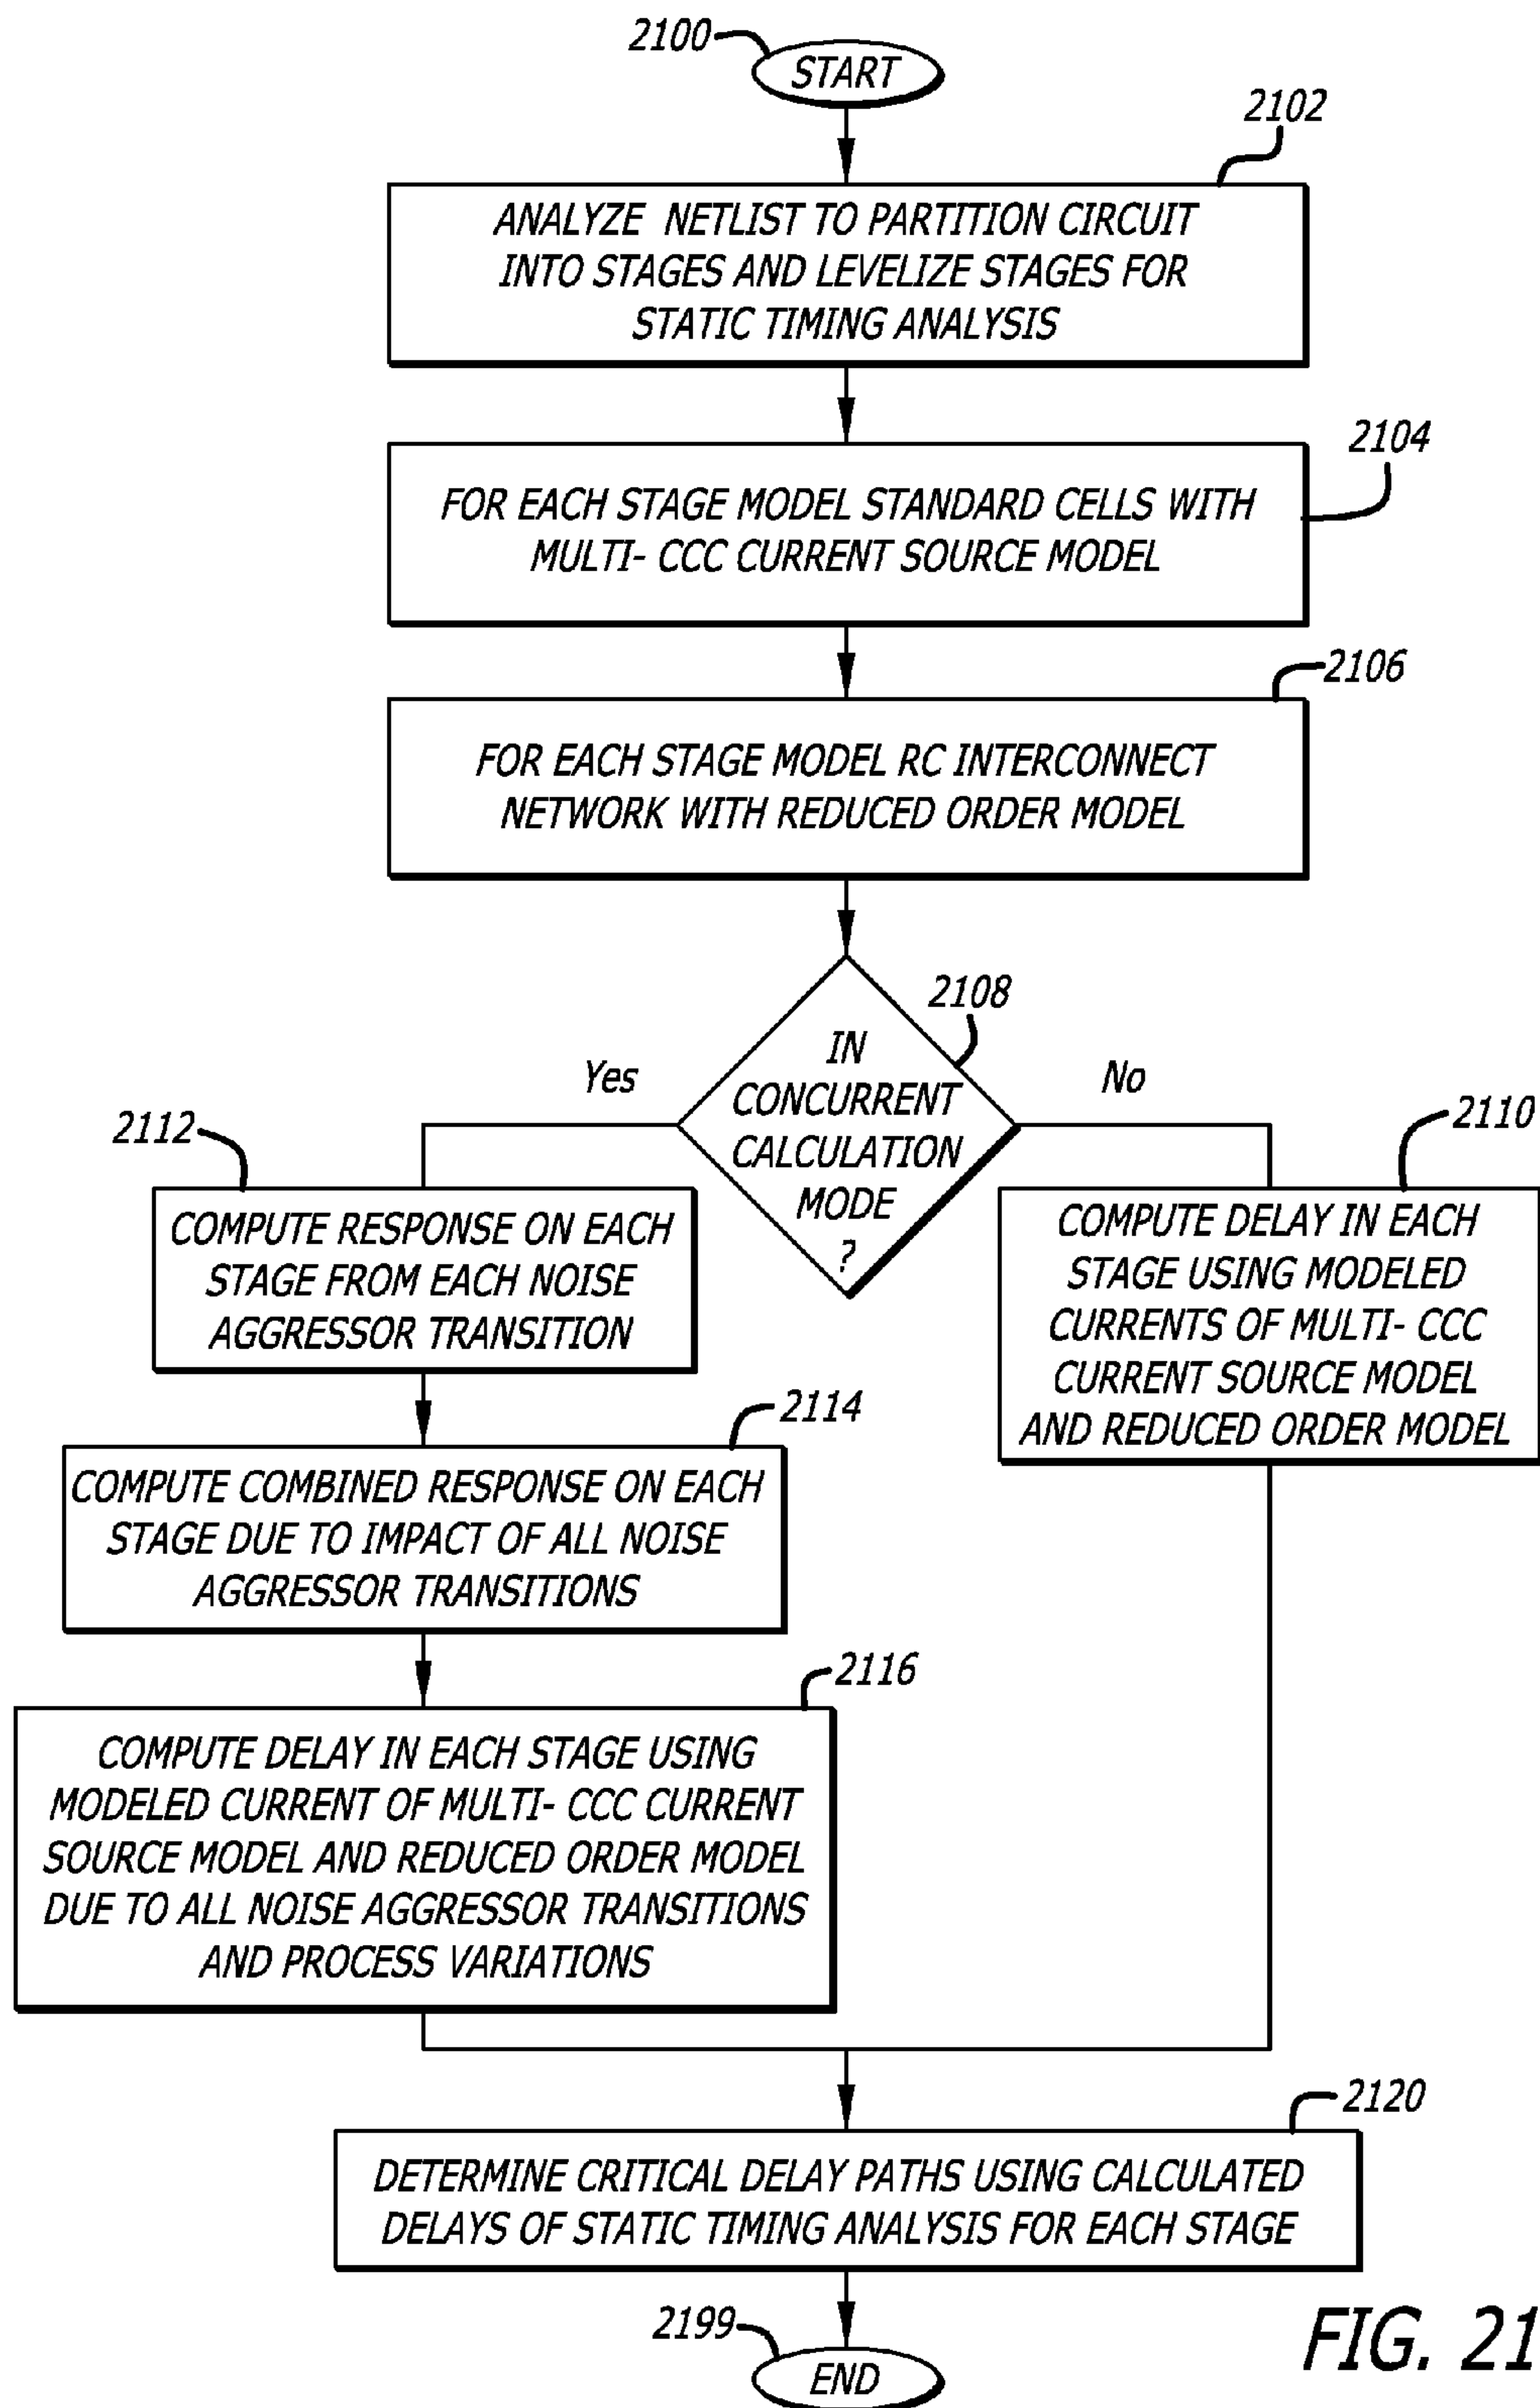 2100
START
2102
ANALYZE NETLIST TO PARTITION CIRCUIT
INTO STAGES AND LEVELIZE STAGES FOR
STATIC TIMING ANALYSIS
2104
FOR EACH STAGE MODEL STANDARD CELLS WITH
MULTI- CCC CURRENT SOURCE MODEL
2106
FOR EACH STAGE MODEL RC INTERCONNECT
NETWORK WITH REDUCED ORDER MODEL
2108
IN
CONCURRENT
CALCULATION
MODE
?
Yes
No
2112
COMPUTE RESPONSE ON EACH
STAGE FROM EACH NOISE
AGGRESSOR TRANSITION
2110
COMPUTE DELAY IN EACH
STAGE USING MODELED
CURRENTS OF MULTI- CCC
CURRENT SOURCE MODEL
AND REDUCED ORDER MODEL
2114
COMPUTE COMBINED RESPONSE ON EACH
STAGE DUE TO IMPACT OF ALL NOISE
AGGRESSOR TRANSITIONS
2116
COMPUTE DELAY IN EACH STAGE USING
MODELED CURRENT OF MULTI- CCC CURRENT
SOURCE MODEL AND REDUCED ORDER MODEL
DUE TO ALL NOISE AGGRESSOR TRANSITIONS
AND PROCESS VARIATIONS
2120
DETERMINE CRITICAL DELAY PATHS USING CALCULATED
DELAYS OF STATIC TIMING ANALYSIS FOR EACH STAGE
2199
END
FIG. 21